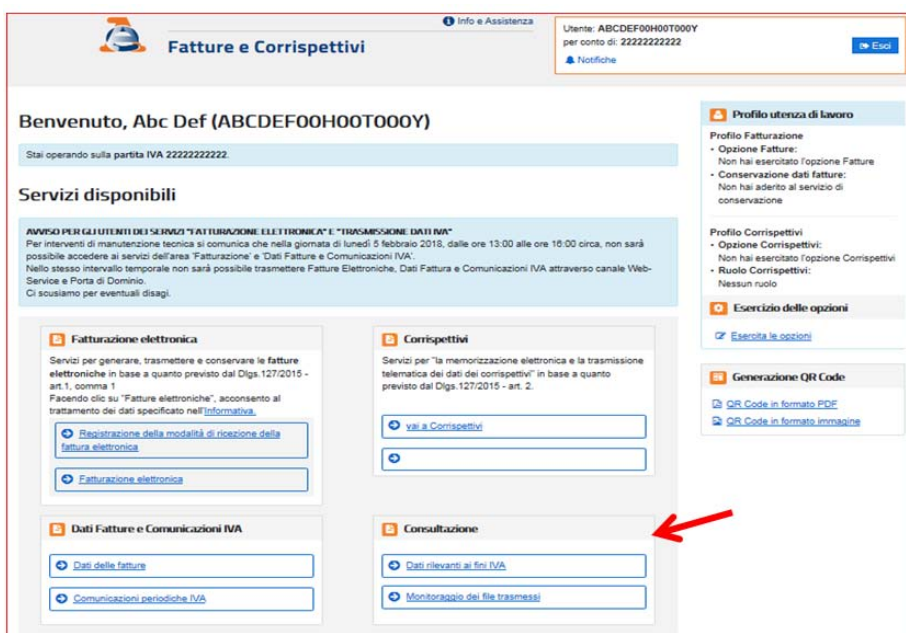 Info e Assistenza
Fatture e Corrispettivi
Utente: ABCDEF00H00T000Y
per conto di: 22222222222
Notifiche
Esci
Benvenuto, Abc Def (ABCDEF00H00T000Y)
Stai operando sulla partita IVA 22222222222.
Servizi disponibili
AVVISO PER GLI UTENTI DEI SERVIZI "FATTURAZIONE ELETTRONICA" E "TRASMISSIONE DATI IVA"
Per interventi di manutenzione tecnica si comunica che nella giornata di lunedì 5 febbraio 2018, dalle ore 13:00 alle ore 16:00 circa, non sarà
possibile accedere ai servizi dell'area 'Fatturazione' e 'Dati Fatture e Comunicazioni IVA'.
Nello stesso intervallo temporale non sarà possibile trasmettere Fatture Elettroniche, Dati Fattura e Comunicazioni IVA attraverso canale Web-
Service e Porta di Dominio.
Ci scusiamo per eventuali disagi.
Fatturazione elettronica
Servizi per generare, trasmettere e conservare le fatture
elettroniche in base a quanto previsto dal Dlgs.127/2015 -
art.1, comma 1
Facendo clic su "Fatture elettroniche", acconsento al
trattamento dei dati specificato nell'Informativa.
Registrazione della modalità di ricezione della
fattura elettronica
Fatturazione elettronica
Corrispettivi
Servizi per "la memorizzazione elettronica e la trasmissione
telematica dei dati dei corrispettivi" in base a quanto
previsto dal Dlgs.127/2015 - art. 2.
vai a Corrispettivi
Dati Fatture e Comunicazioni IVA
Dati delle fatture
Comunicazioni periodiche IVA
Consultazione
Dati rilevanti ai fini IVA
Monitoraggio dei file trasmessi
Profilo utenza di lavoro
Profilo Fatturazione
• Opzione Fatture:
Non hai esercitato l'opzione Fatture
• Conservazione dati fatture:
Non hai aderito al servizio di
conservazione
Profilo Corrispettivi
• Opzione Corrispettivi:
Non hai esercitato l'opzione Corrispettivi
• Ruolo Corrispettivi:
Nessun ruolo
Esercizio delle opzioni
Esercita le opzioni
Generazione QR Code
QR Code in formato PDF
QR Code in formato immagine